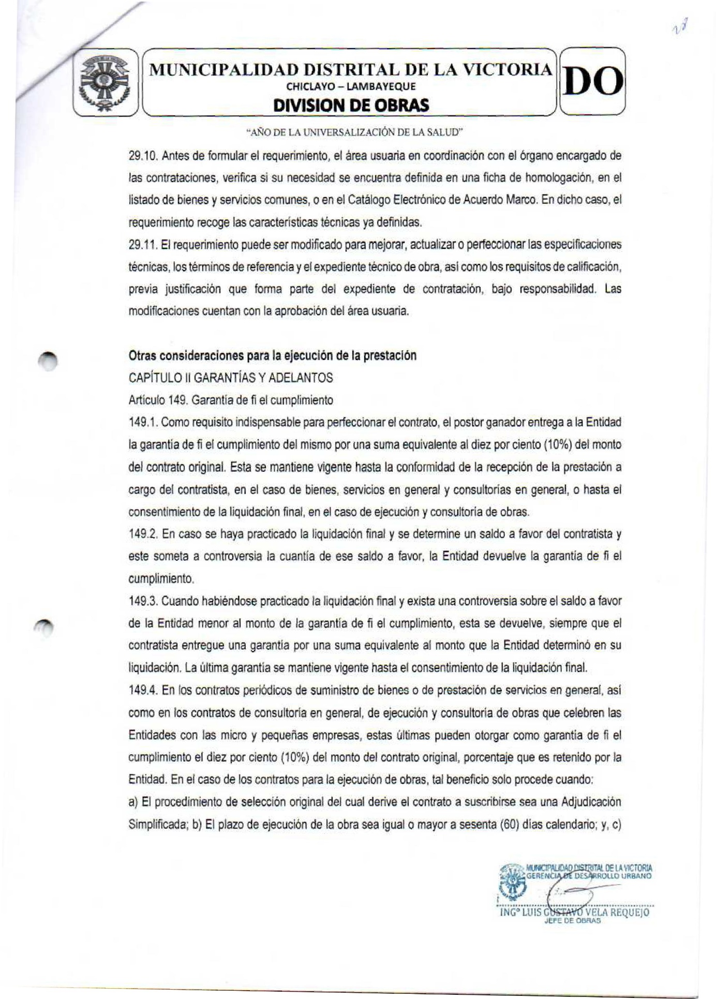 28
MUNICIPALIDAD DISTRITAL DE LA VICTORIA
CHICLAYO – LAMBAYEQUE
DIVISION DE OBRAS
DO
“AÑO DE LA UNIVERSALIZACIÓN DE LA SALUD”
29.10. Antes de formular el requerimiento, el área usuaria en coordinación con el órgano encargado de
las contrataciones, verifica si su necesidad se encuentra definida en una ficha de homologación, en el
listado de bienes y servicios comunes, o en el Catálogo Electrónico de Acuerdo Marco. En dicho caso, el
requerimiento recoge las características técnicas ya definidas.
29.11. El requerimiento puede ser modificado para mejorar, actualizar o perfeccionar las especificaciones
técnicas, los términos de referencia y el expediente técnico de obra, así como los requisitos de calificación,
previa justificación que forma parte del expediente de contratación, bajo responsabilidad. Las
modificaciones cuentan con la aprobación del área usuaria.
Otras consideraciones para la ejecución de la prestación
CAPÍTULO II GARANTÍAS Y ADELANTOS
Artículo 149. Garantía de fi el cumplimiento
149.1. Como requisito indispensable para perfeccionar el contrato, el postor ganador entrega a la Entidad
la garantía de fi el cumplimiento del mismo por una suma equivalente al diez por ciento (10%) del monto
del contrato original. Esta se mantiene vigente hasta la conformidad de la recepción de la prestación a
cargo del contratista, en el caso de bienes, servicios en general y consultorías en general, o hasta el
consentimiento de la liquidación final, en el caso de ejecución y consultoría de obras.
149.2. En caso se haya practicado la liquidación final y se determine un saldo a favor del contratista y
este someta a controversia la cuantía de ese saldo a favor, la Entidad devuelve la garantía de fi el
cumplimiento.
149.3. Cuando habiéndose practicado la liquidación final y exista una controversia sobre el saldo a favor
de la Entidad menor al monto de la garantía de fi el cumplimiento, esta se devuelve, siempre que el
contratista entregue una garantía por una suma equivalente al monto que la Entidad determinó en su
liquidación. La última garantía se mantiene vigente hasta el consentimiento de la liquidación final.
149.4. En los contratos periódicos de suministro de bienes o de prestación de servicios en general, así
como en los contratos de consultoría en general, de ejecución y consultoría de obras que celebren las
Entidades con las micro y pequeñas empresas, estas últimas pueden otorgar como garantía de fi el
cumplimiento el diez por ciento (10%) del monto del contrato original, porcentaje que es retenido por la
Entidad. En el caso de los contratos para la ejecución de obras, tal beneficio solo procede cuando:
a) El procedimiento de selección original del cual derive el contrato a suscribirse sea una Adjudicación
Simplificada; b) El plazo de ejecución de la obra sea igual o mayor a sesenta (60) días calendario; y, c)
MUNICIPALIDAD DISTRITAL DE LA VICTORIA
GERENCIA DE DESARROLLO URBANO
INGº LUIS GUSTAVO VELA REQUEJO
JEFE DE OBRAS